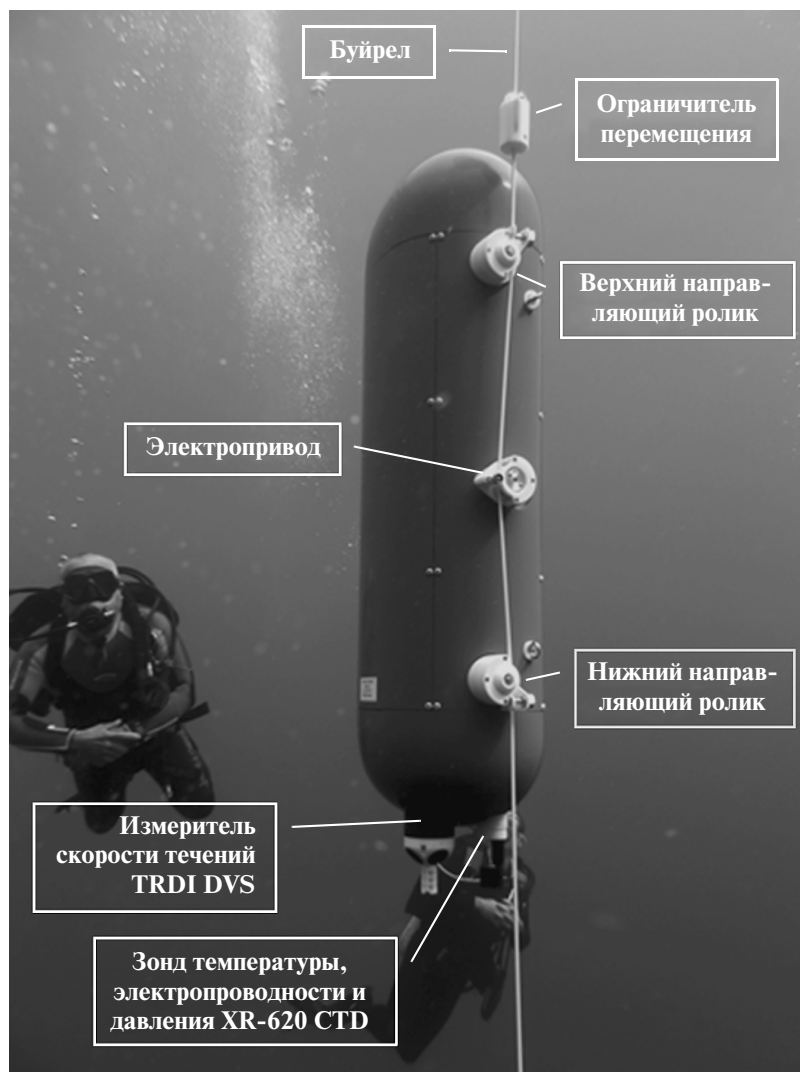 Буйрел
Ограничитель
перемещения
Верхний направ-
ляющий ролик
Электропривод
Нижний направ-
ляющий ролик
Измеритель
скорости течений
TRDI DVS
Зонд температуры,
электропроводности и
давления XR-620 CTD